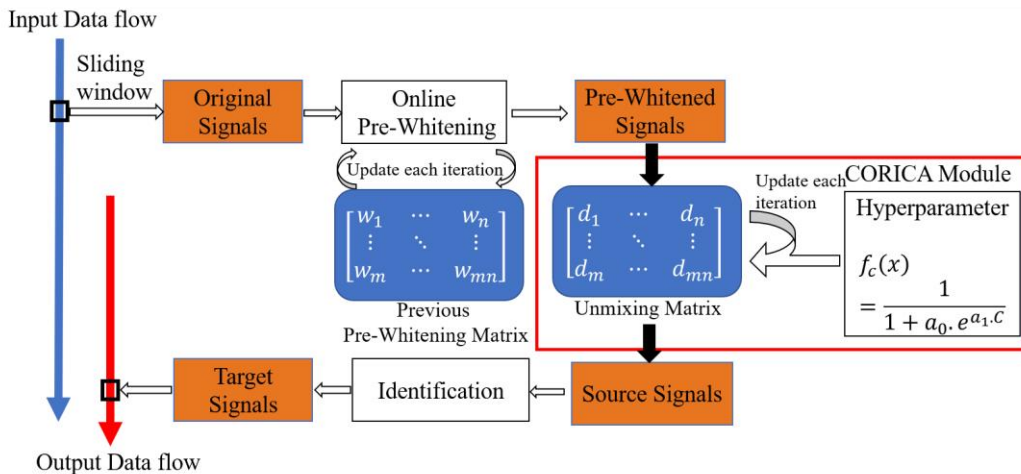 Input Data flow
Sliding
window
Original
Signals
Online
Pre-Whitening
Pre-Whitened
Signals
Update each iteration
w_1 ⋯ w_n
⋮ ⋱ ⋮
w_m ⋯ w_{mn}
Previous
Pre-Whitening Matrix
CORICA Module
Update each
iteration
d_1 ⋯ d_n
⋮ ⋱ ⋮
d_m ⋯ d_{mn}
Unmixing Matrix
Hyperparameter
f_c(x)
= \frac{1}{1 + a_0. e^{a_1.C}}
Target
Signals
Identification
Source Signals
Output Data flow